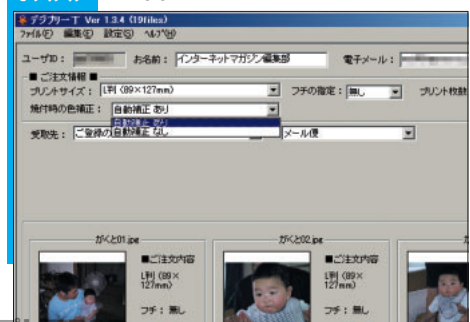 デジプリーT Ver 1.3.4 (19files)
ファイル(F) 編集(E) 設定(S) ヘルプ(H)
ユーザID: お名前: インターネットマガジン編集部 電子メール:
■ ご注文情報 ■
プリントサイズ: L判 (89×127mm) フチの指定: 無し プリント枚数
焼付時の色補正: 自動補正 あり
自動補正 あり
自動補正 なし
受取先: ご登録の メール便
がくと01.jpg がくと02.jpg
■ご注文内容 ■ご注文内容
L判 (89× L判 (89×
127mm) 127mm)
フチ: 無し フチ: 無し